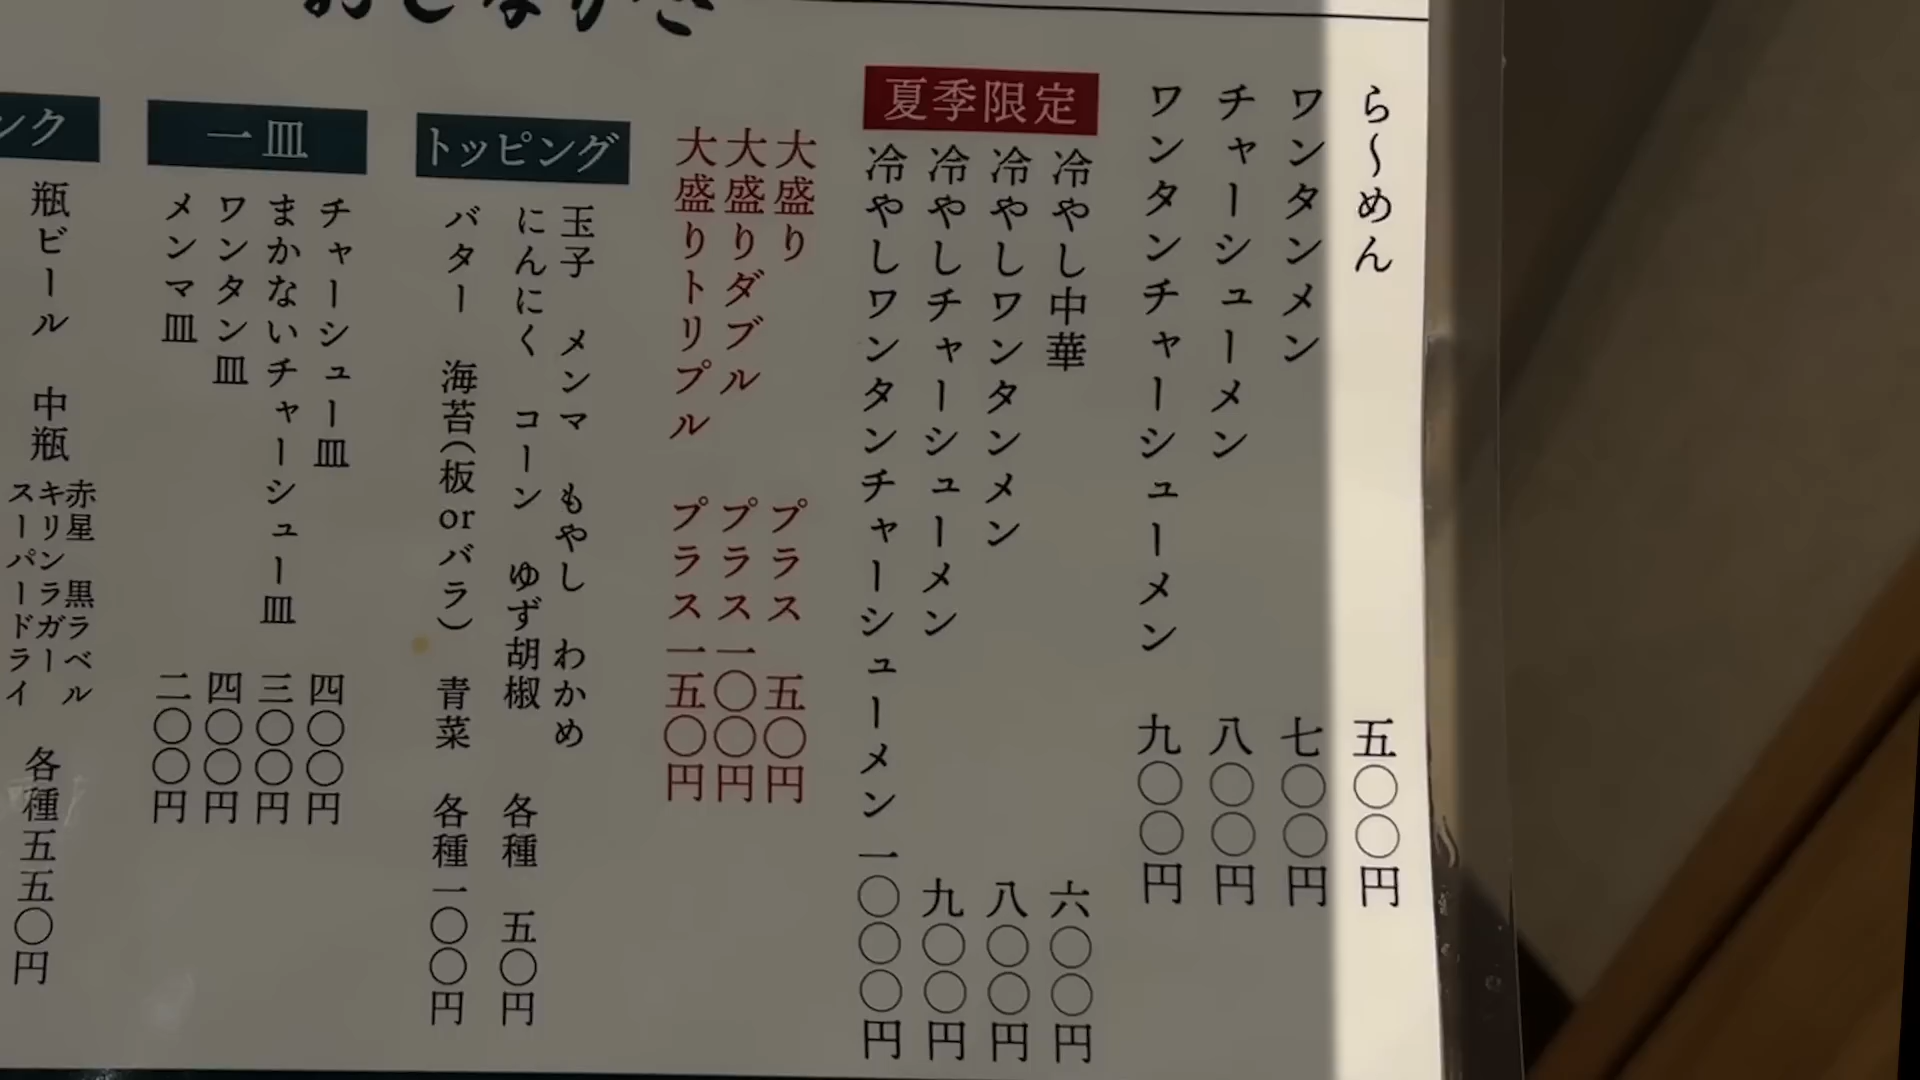 おしながき
ら〜めん 五〇〇円
ワンタンメン 七〇〇円
チャーシューメン 八〇〇円
ワンタンチャーシューメン 九〇〇円
夏季限定
冷やし中華 六〇〇円
冷やしワンタンメン 八〇〇円
冷やしチャーシューメン 九〇〇円
冷やしワンタンチャーシューメン 一〇〇〇円
大盛り プラス 五〇円
大盛りダブル プラス一〇〇円
大盛りトリプル プラス一五〇円
トッピング
玉子 メンマ もやし わかめ
にんにく コーン ゆず胡椒 各種 五〇円
バター 海苔(板orバラ) 青菜 各種一〇〇円
一皿
チャーシュー皿 四〇〇円
まかないチャーシュー皿 三〇〇円
ワンタン皿 四〇〇円
メンマ皿 二〇〇円
ンク
瓶ビール 中瓶 各種五五〇円
赤星 黒ラベル
キリンラガー
スーパードライ